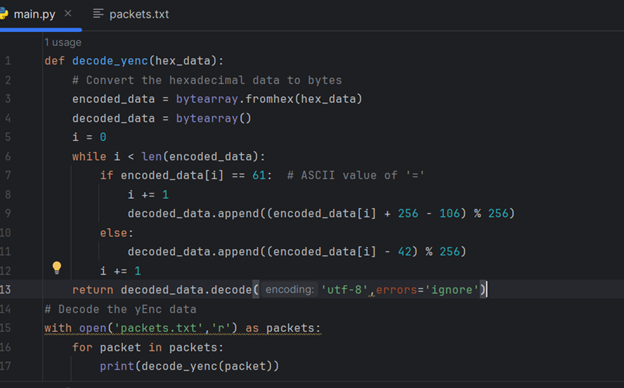 main.py × packets.txt
1 usage
1 def decode_yenc(hex_data):
2 # Convert the hexadecimal data to bytes
3 encoded_data = bytearray.fromhex(hex_data)
4 decoded_data = bytearray()
5 i = 0
6 while i < len(encoded_data):
7 if encoded_data[i] == 61: # ASCII value of '='
8 i += 1
9 decoded_data.append((encoded_data[i] + 256 - 106) % 256)
10 else:
11 decoded_data.append((encoded_data[i] - 42) % 256)
12 i += 1
13 return decoded_data.decode( encoding: 'utf-8',errors='ignore')
14 # Decode the yEnc data
15 with open('packets.txt','r') as packets:
16 for packet in packets:
17 print(decode_yenc(packet))